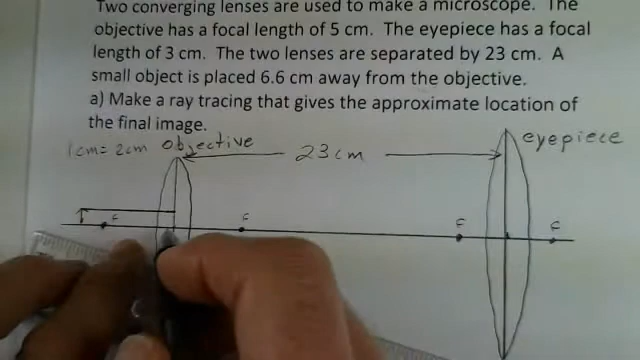 Two converging lenses are used to make a microscope. The
objective has a focal length of 5 cm. The eyepiece has a focal
length of 3 cm. The two lenses are separated by 23 cm. A
small object is placed 6.6 cm away from the objective.
a) Make a ray tracing that gives the approximate location of
the final image.
1cm = 2cm objective
23cm
eyepiece
F
F
F
F